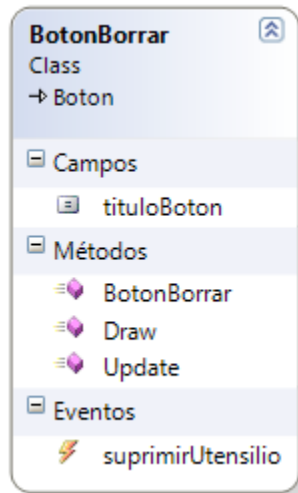 BotonBorrar
Class
Boton
Campos
tituloBoton
Métodos
BotonBorrar
Draw
Update
Eventos
suprimirUtensilio